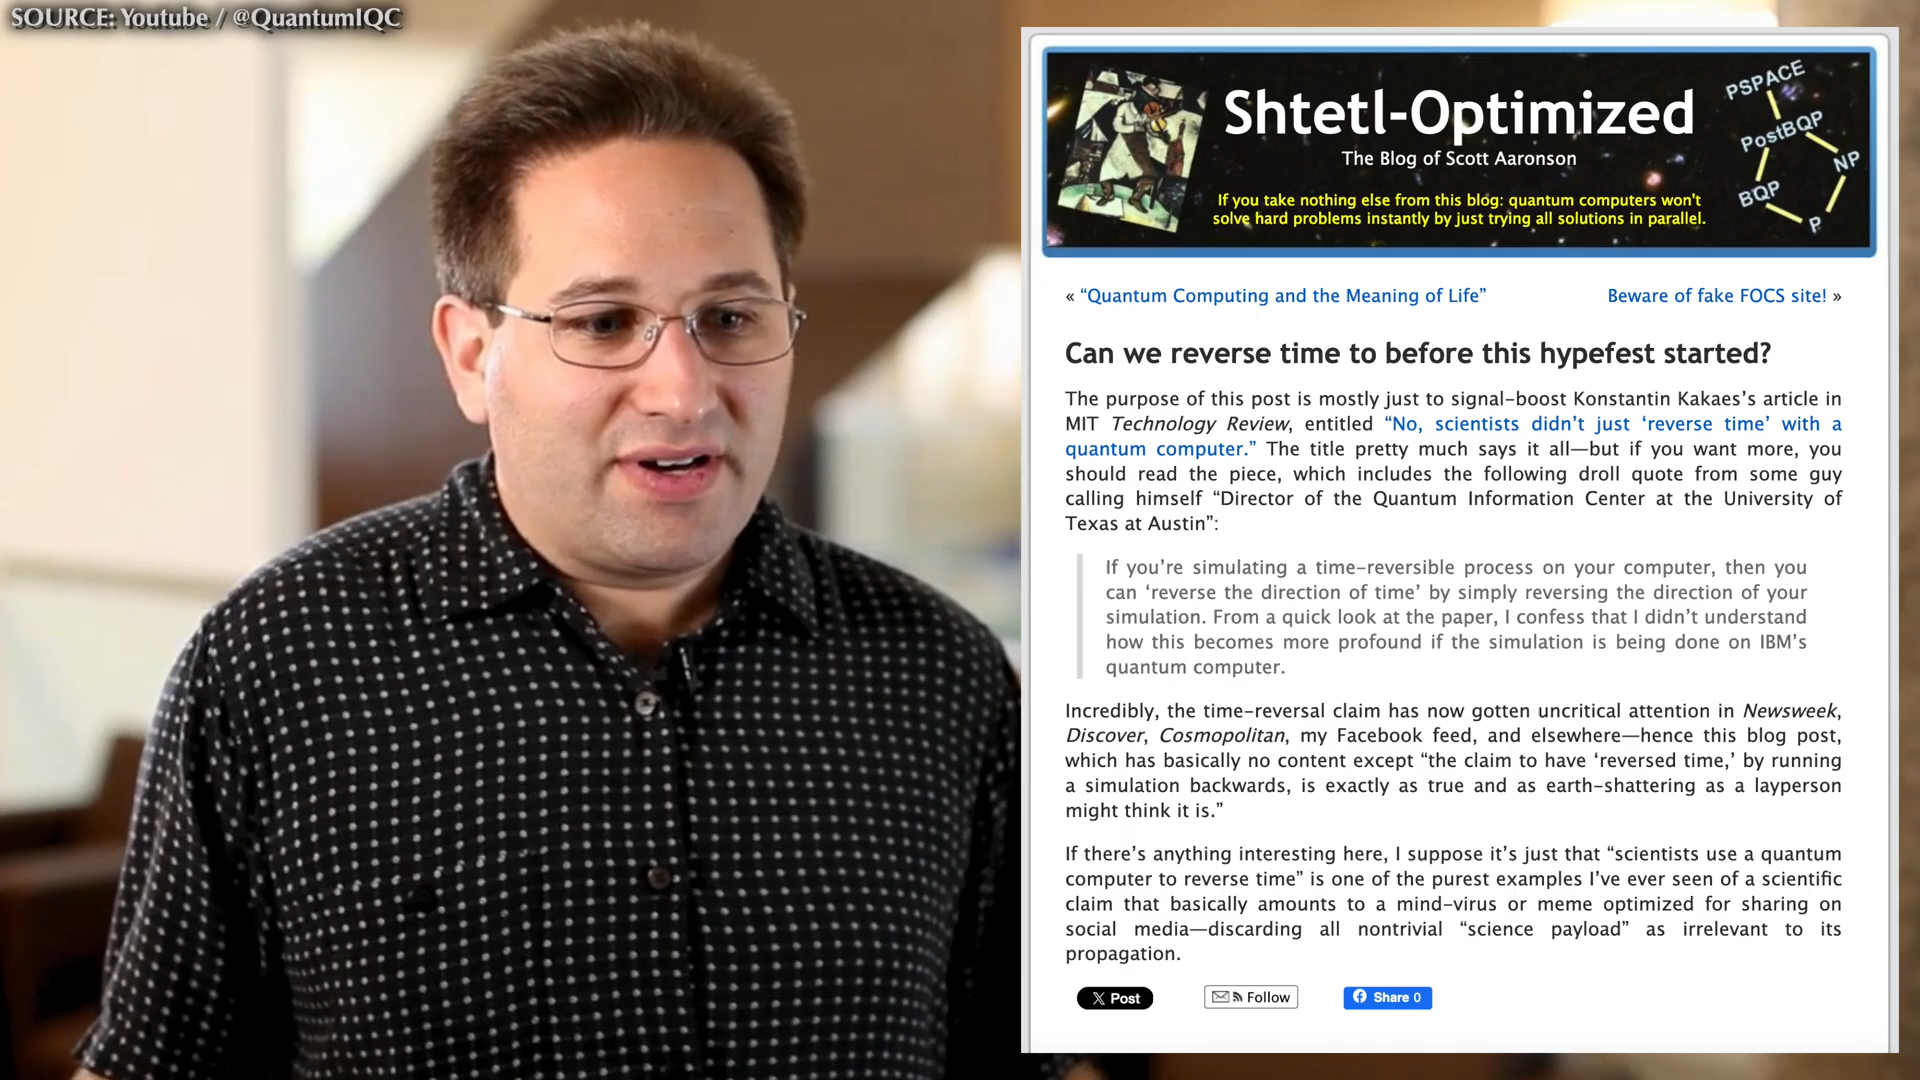 SOURCE: Youtube / @QuantumIQC
Shtetl-Optimized
The Blog of Scott Aaronson
If you take nothing else from this blog: quantum computers won't
solve hard problems instantly by just trying all solutions in parallel.
PSPACE
PostBQP
NP
BQP
P
« “Quantum Computing and the Meaning of Life”
Beware of fake FOCS site! »
Can we reverse time to before this hypefest started?
The purpose of this post is mostly just to signal-boost Konstantin Kakaes’s article in
MIT Technology Review, entitled “No, scientists didn’t just ‘reverse time’ with a
quantum computer.” The title pretty much says it all—but if you want more, you
should read the piece, which includes the following droll quote from some guy
calling himself “Director of the Quantum Information Center at the University of
Texas at Austin”:
If you’re simulating a time-reversible process on your computer, then you
can ‘reverse the direction of time’ by simply reversing the direction of your
simulation. From a quick look at the paper, I confess that I didn’t understand
how this becomes more profound if the simulation is being done on IBM’s
quantum computer.
Incredibly, the time-reversal claim has now gotten uncritical attention in Newsweek,
Discover, Cosmopolitan, my Facebook feed, and elsewhere—hence this blog post,
which has basically no content except “the claim to have ‘reversed time,’ by running
a simulation backwards, is exactly as true and as earth-shattering as a layperson
might think it is.”
If there’s anything interesting here, I suppose it’s just that “scientists use a quantum
computer to reverse time” is one of the purest examples I’ve ever seen of a scientific
claim that basically amounts to a mind-virus or meme optimized for sharing on
social media—discarding all nontrivial “science payload” as irrelevant to its
propagation.
X Post
Follow
Share 0